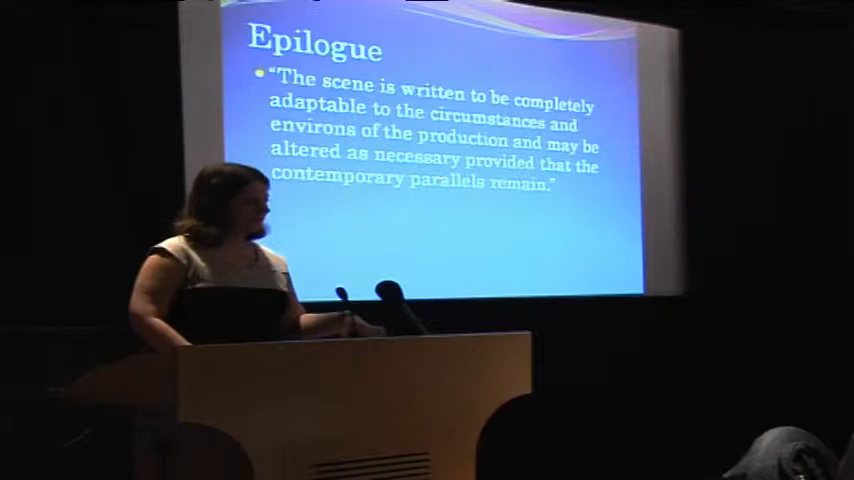 Epilogue
"The scene is written to be completely
adaptable to the circumstances and
environs of the production and may be
altered as necessary provided that the
contemporary parallels remain."